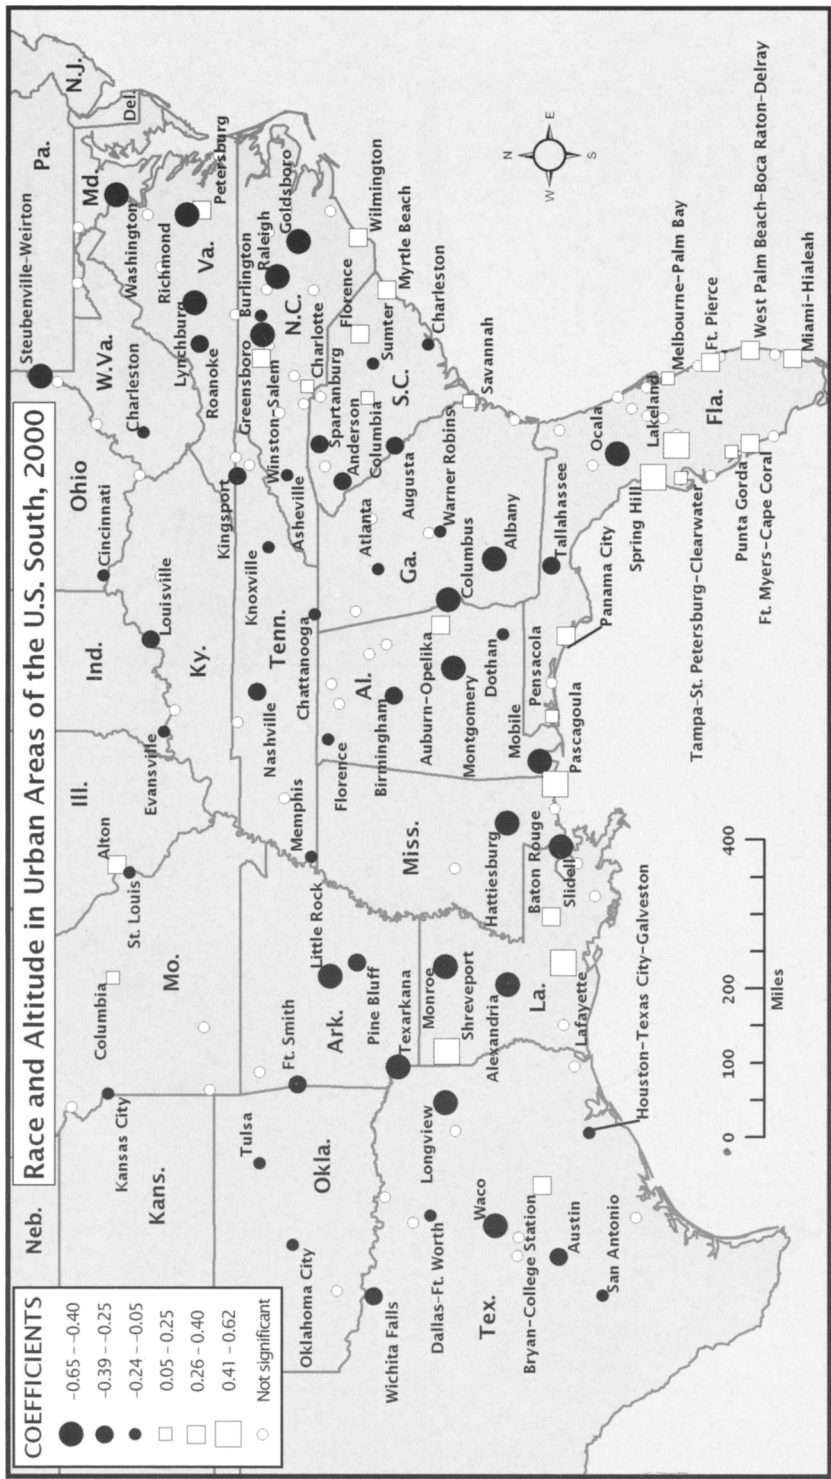 Race and Altitude in Urban Areas of the U.S. South, 2000
COEFFICIENTS
-0.65 – -0.40
-0.39 – -0.25
-0.24 – -0.05
0.05 – 0.25
0.26 – 0.40
0.41 – 0.62
Not significant
Neb.
Kans.
Okla.
Tex.
Mo.
Ark.
La.
Ill.
Ind.
Ohio
Ky.
Tenn.
Miss.
Al.
Ga.
Fla.
S.C.
N.C.
Va.
W.Va.
Md.
Del.
Pa.
N.J.
Kansas City
Columbia
St. Louis
Alton
Evansville
Louisville
Cincinnati
Charleston
Steubenville–Weirton
Washington
Richmond
Petersburg
Lynchburg
Roanoke
Tulsa
Oklahoma City
Ft. Smith
Little Rock
Pine Bluff
Texarkana
Memphis
Nashville
Chattanooga
Knoxville
Kingsport
Asheville
Winston–Salem
Greensboro
Burlington
Raleigh
Goldsboro
Charlotte
Wilmington
Spartanburg
Anderson
Columbia
Florence
Sumter
Myrtle Beach
Charleston
Wichita Falls
Dallas–Ft. Worth
Longview
Waco
Bryan–College Station
Austin
San Antonio
Houston–Texas City–Galveston
Shreveport
Monroe
Alexandria
Lafayette
Baton Rouge
Slidell
Hattiesburg
Pascagoula
Florence
Birmingham
Auburn–Opelika
Montgomery
Dothan
Mobile
Pensacola
Panama City
Atlanta
Augusta
Warner Robins
Columbus
Albany
Savannah
Tallahassee
Ocala
Spring Hill
Lakeland
Tampa–St. Petersburg–Clearwater
Punta Gorda
Ft. Myers–Cape Coral
Melbourne–Palm Bay
Ft. Pierce
West Palm Beach–Boca Raton–Delray
Miami–Hialeah
N
E
S
W
0 100 200 400
Miles